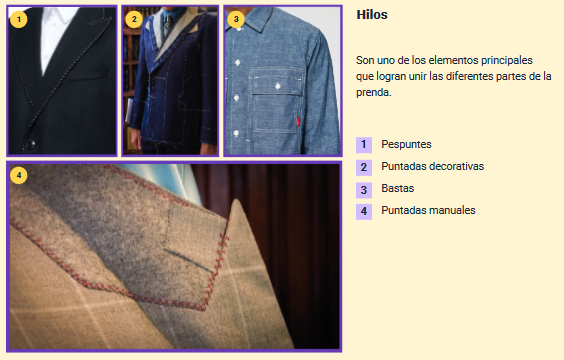 1
2
3
4
Hilos
Son uno de los elementos principales
que logran unir las diferentes partes de la
prenda.
1 Pespuntes
2 Puntadas decorativas
3 Bastas
4 Puntadas manuales